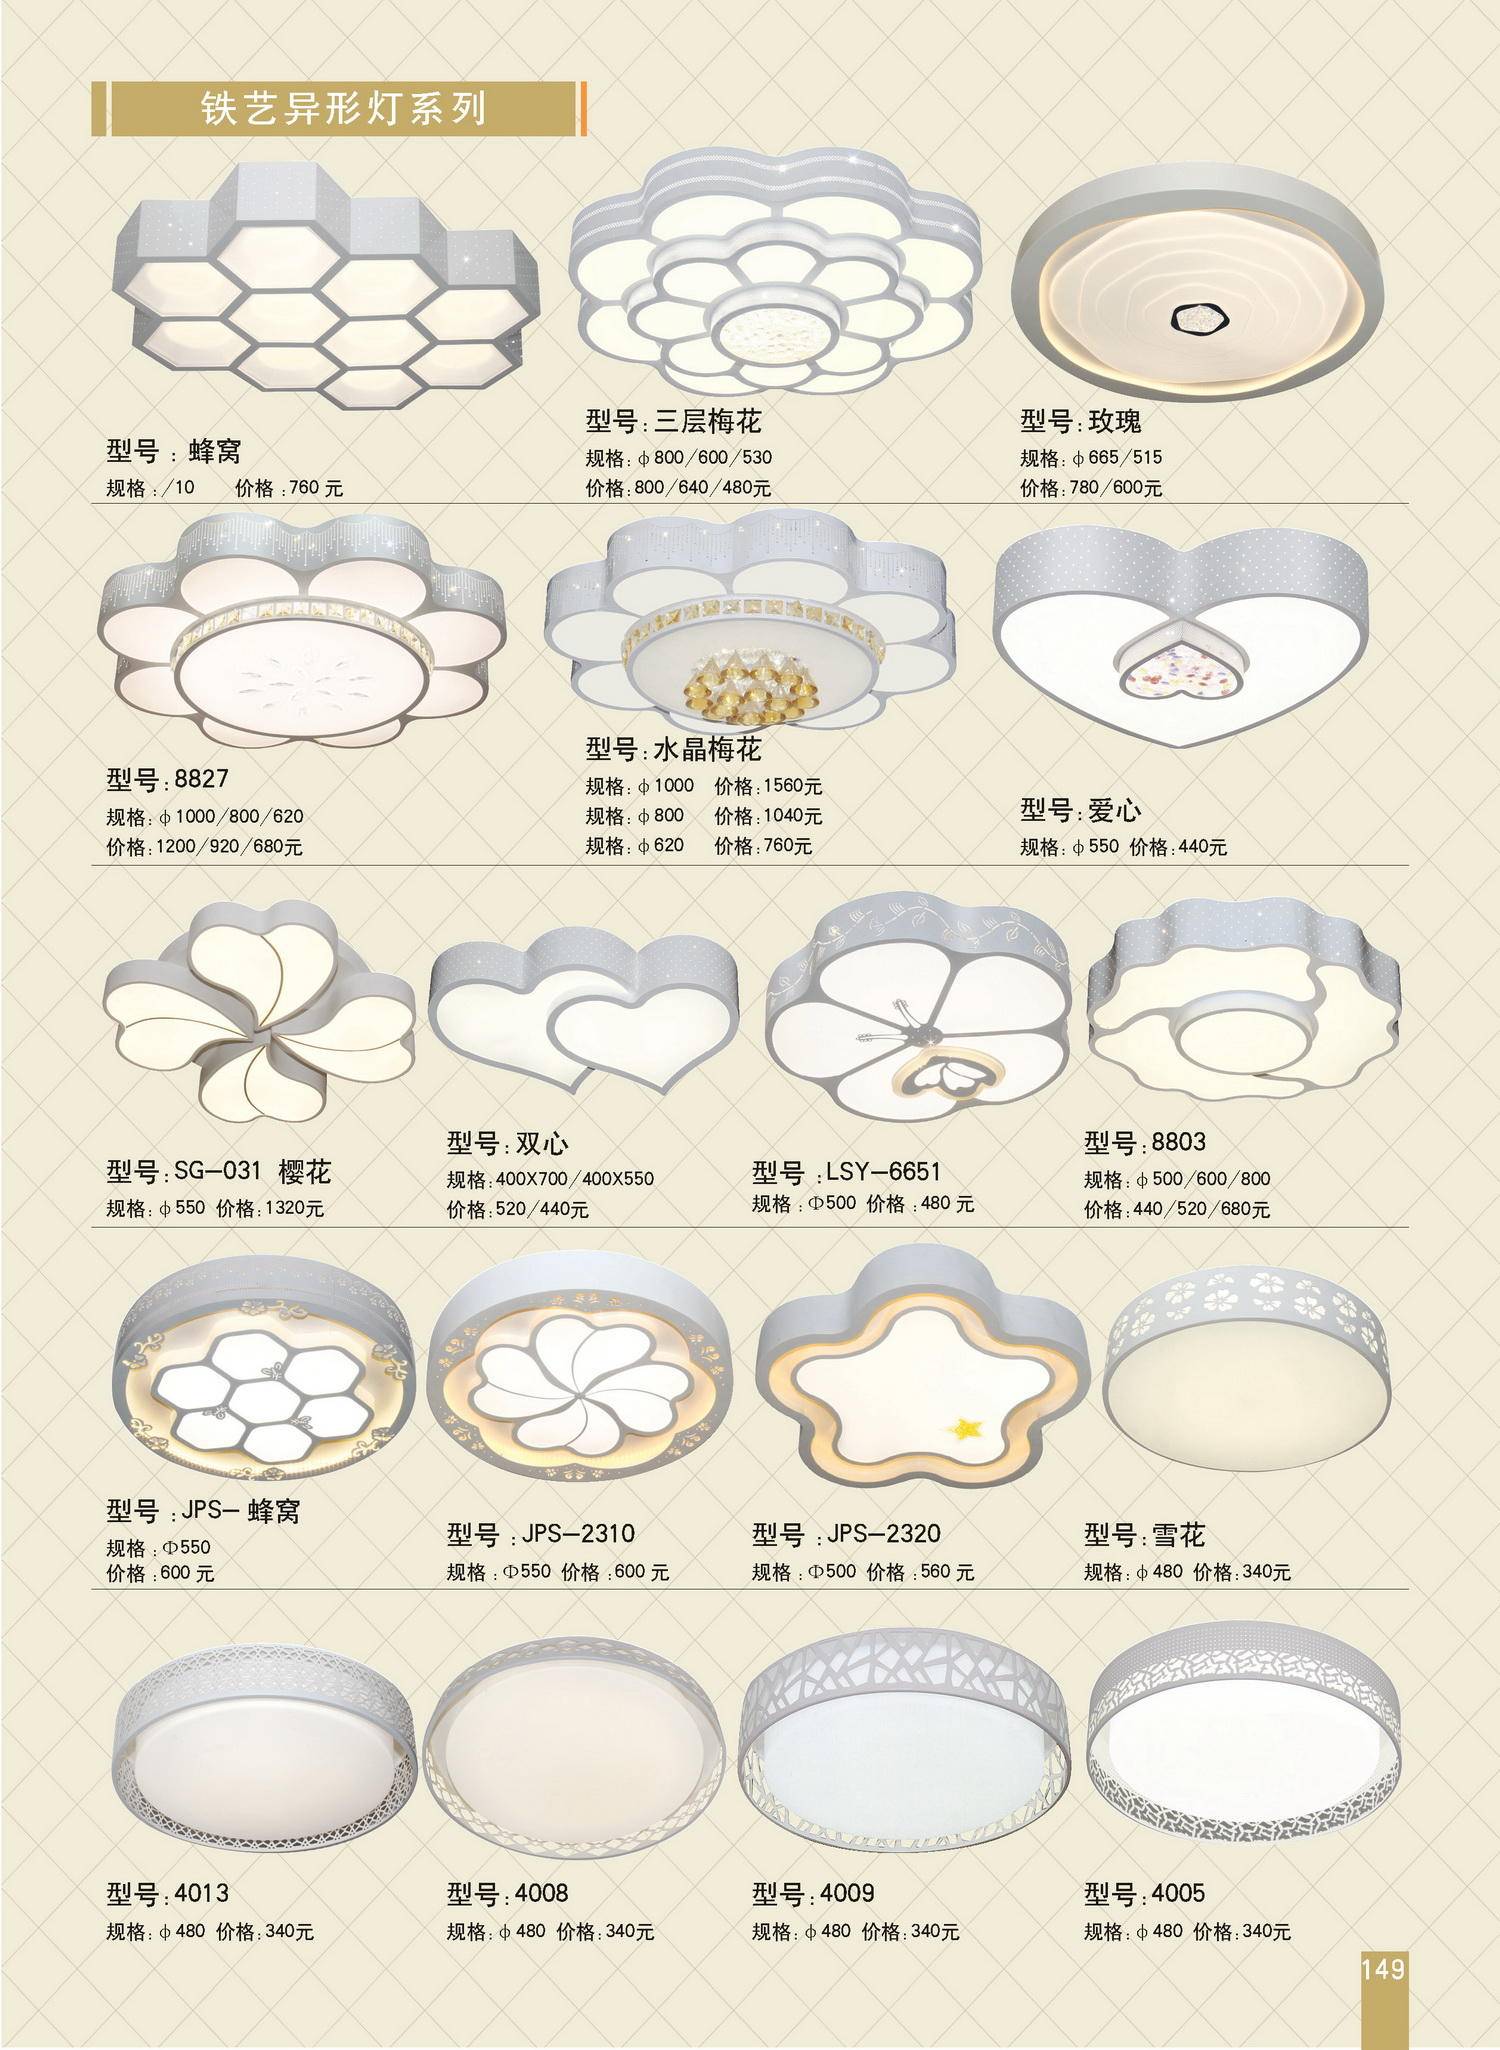 铁艺异形灯系列
型号 : 蜂窝
规格 : /10 价格 : 760 元
型号: 三层梅花
规格: φ800/600/530
价格: 800/640/480元
型号: 玫瑰
规格: φ665/515
价格: 780/600元
型号: 8827
规格: φ1000/800/620
价格: 1200/920/680元
型号: 水晶梅花
规格: φ1000 价格: 1560元
规格: φ800 价格: 1040元
规格: φ620 价格: 760元
型号: 爱心
规格: φ550 价格: 440元
型号: SG-031 樱花
规格: φ550 价格: 1320元
型号: 双心
规格: 400X700/400X550
价格: 520/440元
型号 : LSY-6651
规格 : Φ500 价格 : 480 元
型号: 8803
规格: φ500/600/800
价格: 440/520/680元
型号 : JPS- 蜂窝
规格 : Φ550
价格 : 600 元
型号 : JPS-2310
规格 : Φ550 价格 : 600 元
型号 : JPS-2320
规格 : Φ500 价格 : 560 元
型号: 雪花
规格: φ480 价格: 340元
型号: 4013
规格: φ480 价格: 340元
型号: 4008
规格: φ480 价格: 340元
型号: 4009
规格: φ480 价格: 340元
型号: 4005
规格: φ480 价格: 340元
149